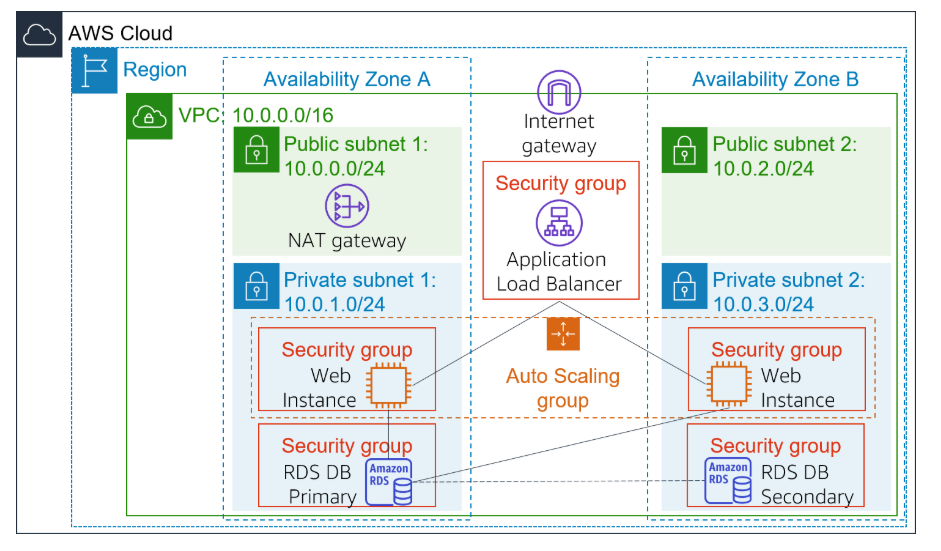 AWS Cloud
Region
Availability Zone A
Availability Zone B
VPC: 10.0.0.0/16
Internet
gateway
Public subnet 1:
10.0.0.0/24
NAT gateway
Public subnet 2:
10.0.2.0/24
Security group
Application
Load Balancer
Private subnet 1:
10.0.1.0/24
Private subnet 2:
10.0.3.0/24
Security group
Web
Instance
Auto Scaling
group
Security group
Web
Instance
Security group
RDS DB
Primary
Amazon
RDS
Security group
Amazon
RDS
RDS DB
Secondary